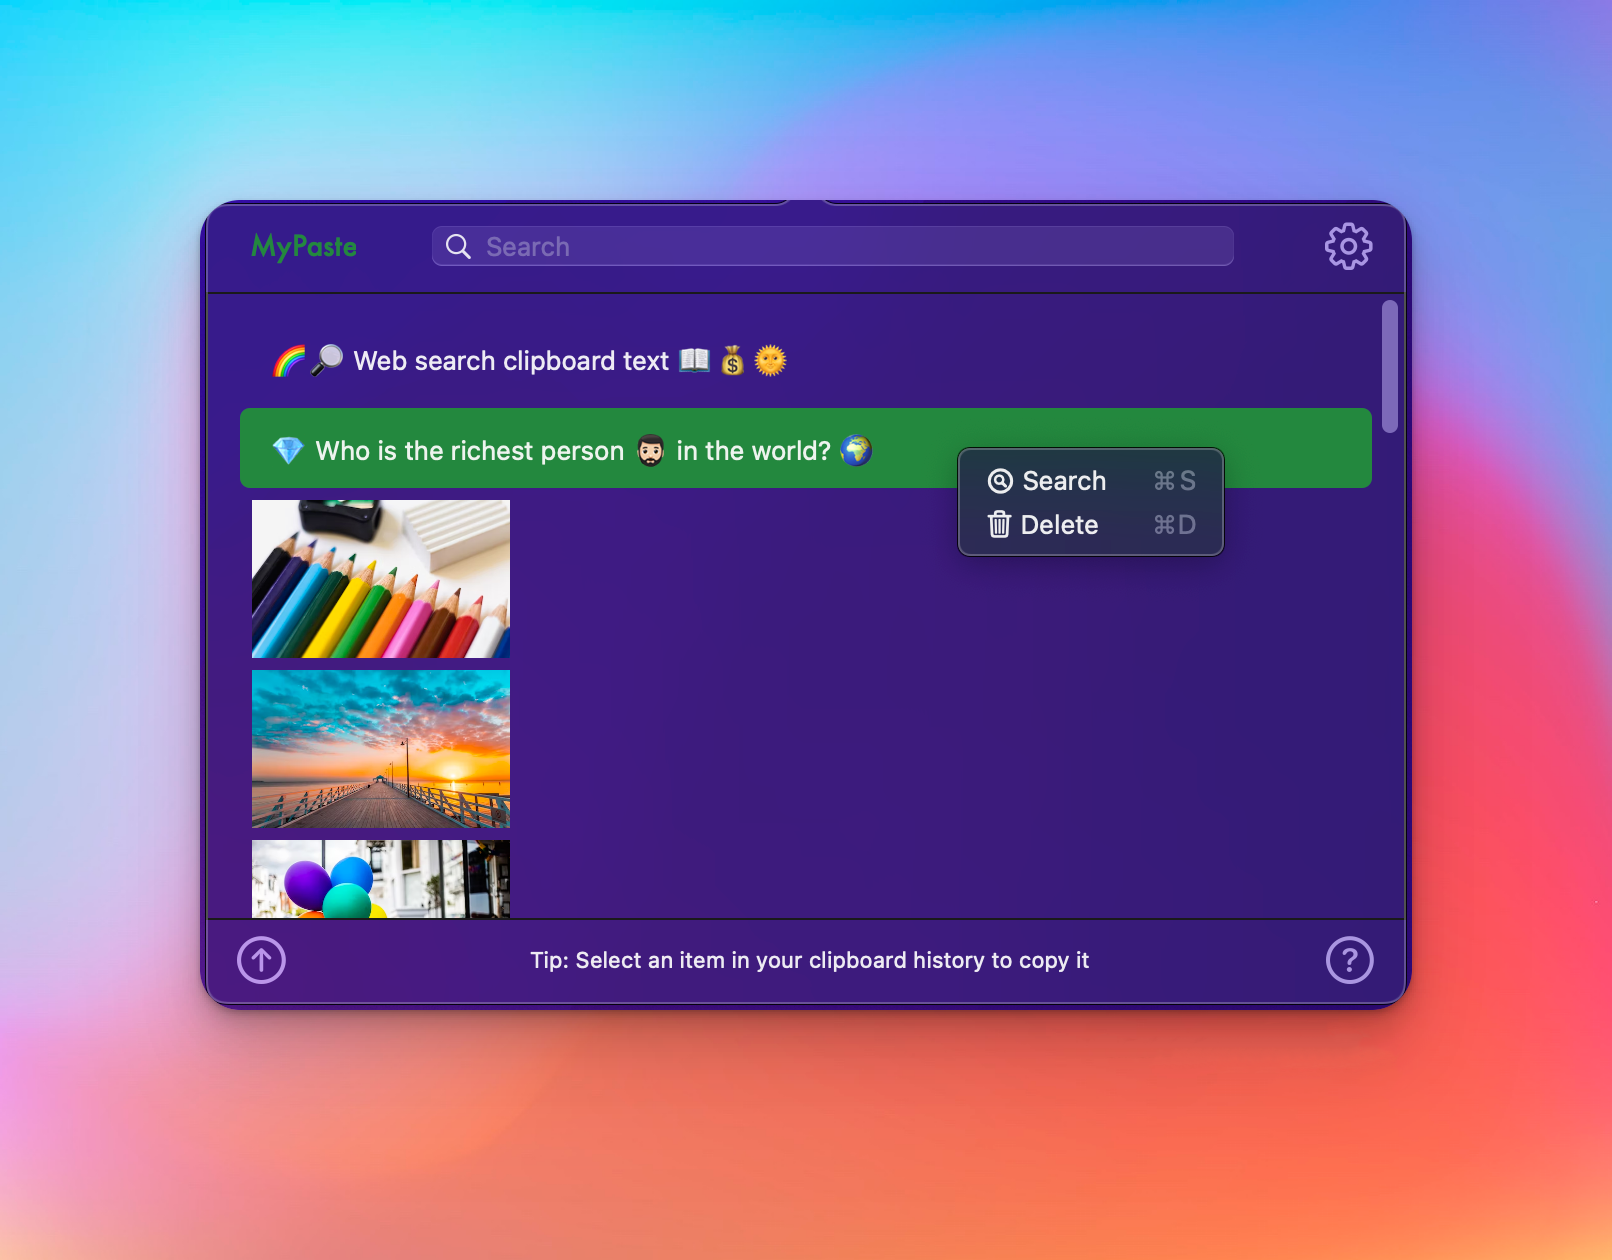 MyPaste
Search
🌈🔎 Web search clipboard text 📖💰🌞
💎 Who is the richest person 🧔🏻 in the world? 🌍
Search ⌘S
Delete ⌘D
Tip: Select an item in your clipboard history to copy it
?